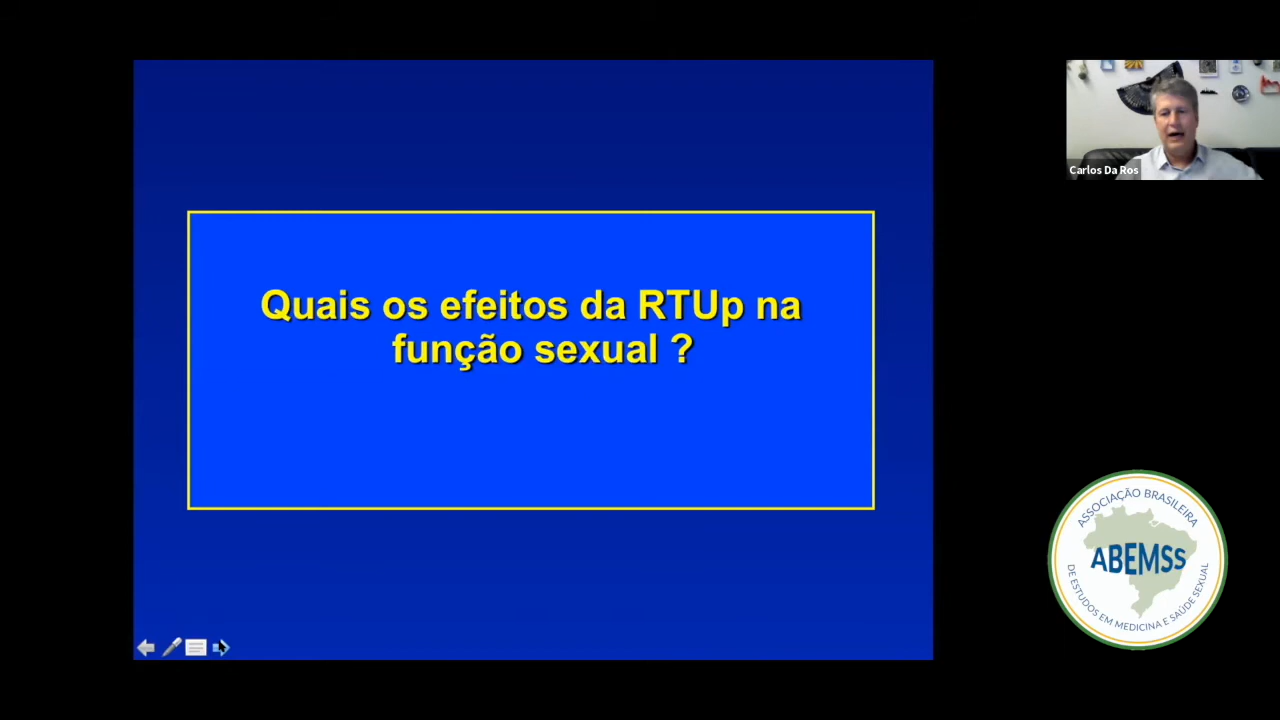 Quais os efeitos da RTUp na
função sexual ?
Carlos Da Ros
ASSOCIAÇÃO BRASILEIRA
ABEMSS
DE ESTUDOS EM MEDICINA E SAÚDE SEXUAL